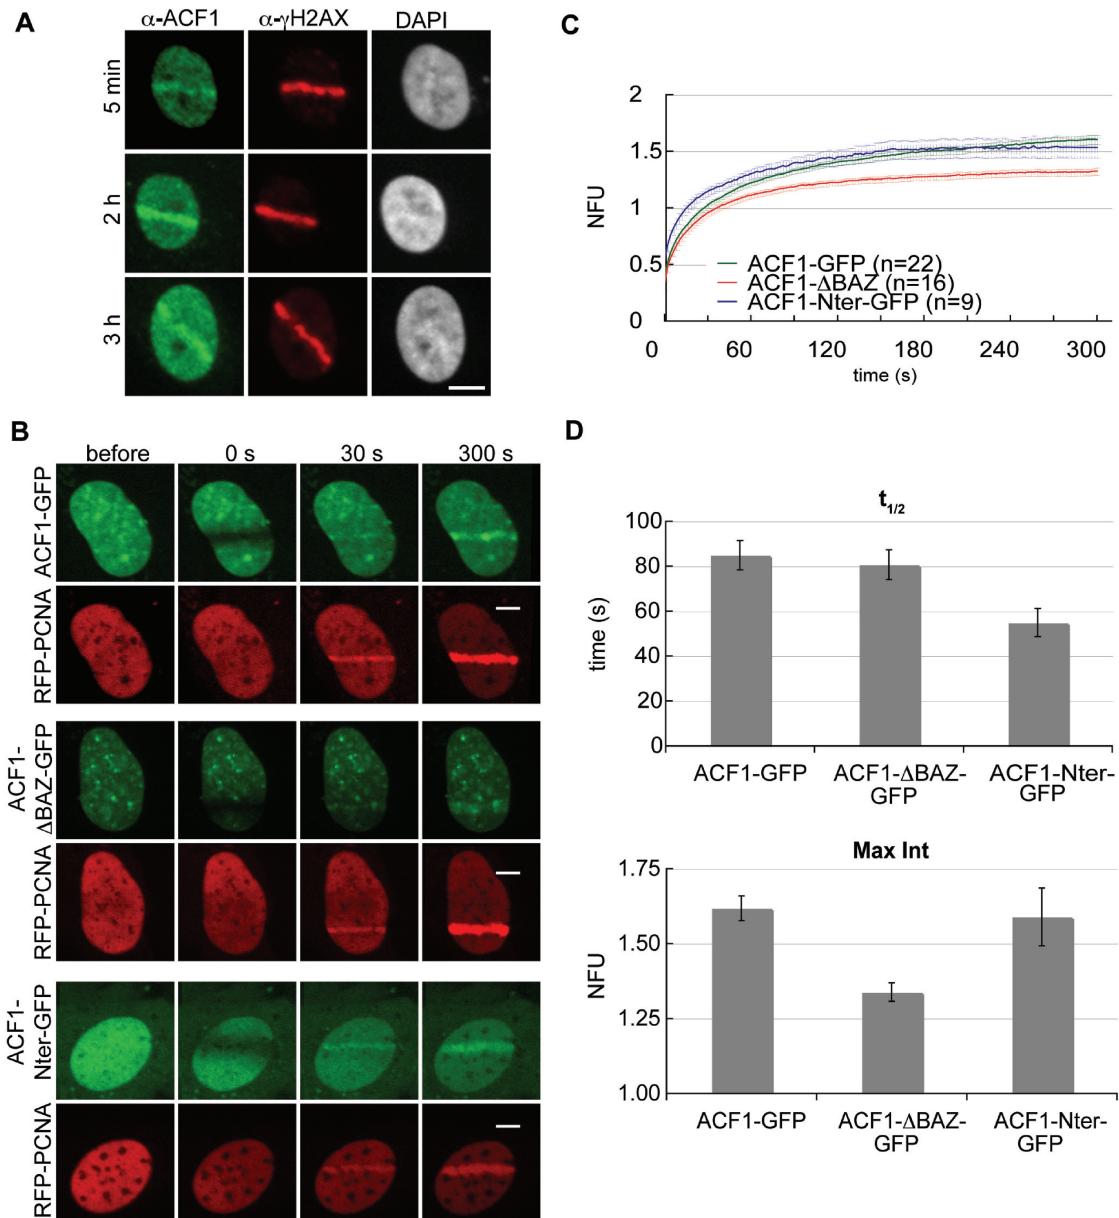 A
α-ACF1 α-γH2AX DAPI
5 min
2 h
3 h
B
before 0 s 30 s 300 s
ACF1-GFP
RFP-PCNA
ACF1-
ΔBAZ-GFP
RFP-PCNA
ACF1-
Nter-GFP
RFP-PCNA
C
2
1.5
1
0.5
0
NFU
ACF1-GFP (n=22)
ACF1-ΔBAZ (n=16)
ACF1-Nter-GFP (n=9)
0 60 120 180 240 300
time (s)
D
t1/2
100
80
60
40
20
0
time (s)
ACF1-GFP ACF1-ΔBAZ- ACF1-Nter-
GFP GFP
Max Int
1.75
1.50
1.25
1.00
NFU
ACF1-GFP ACF1-ΔBAZ- ACF1-Nter-
GFP GFP